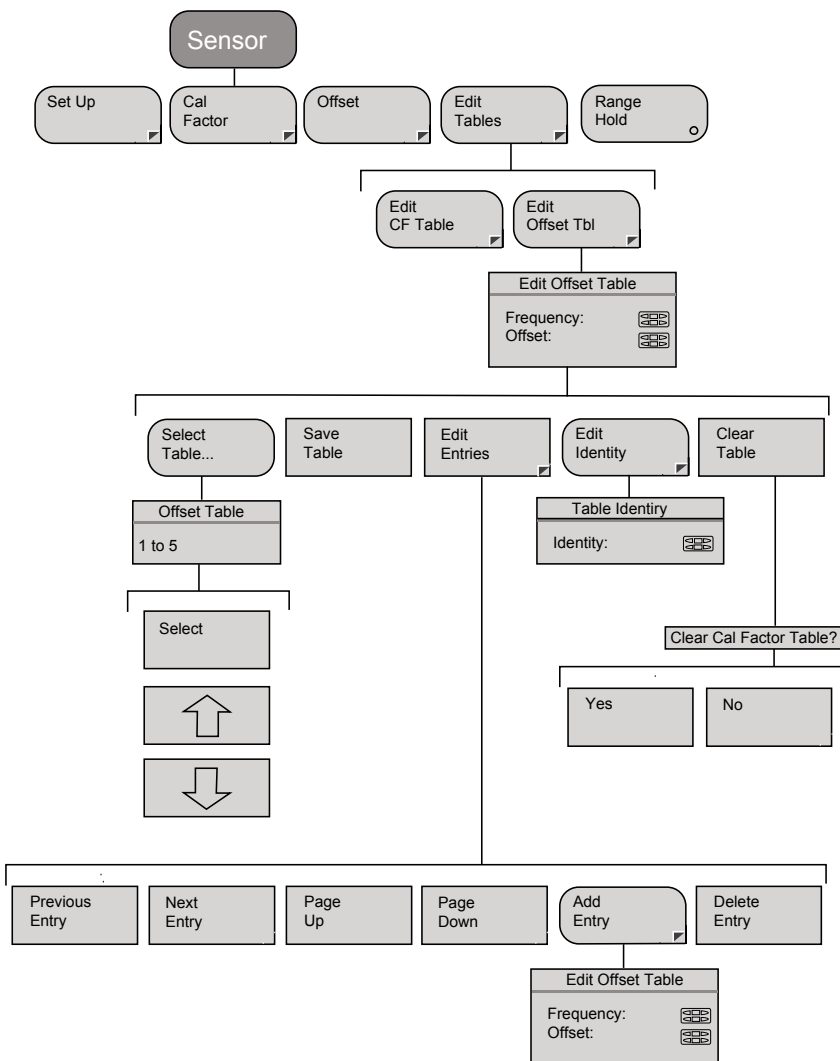 Sensor
Set Up
Cal
Factor
Offset
Edit
Tables
Range
Hold
Edit
CF Table
Edit
Offset Tbl
Edit Offset Table
Frequency:
Offset:
Select
Table...
Save
Table
Edit
Entries
Edit
Identity
Clear
Table
Offset Table
1 to 5
Table Identiry
Identity:
Select
Clear Cal Factor Table?
Yes
No
Previous
Entry
Next
Entry
Page
Up
Page
Down
Add
Entry
Delete
Entry
Edit Offset Table
Frequency:
Offset: